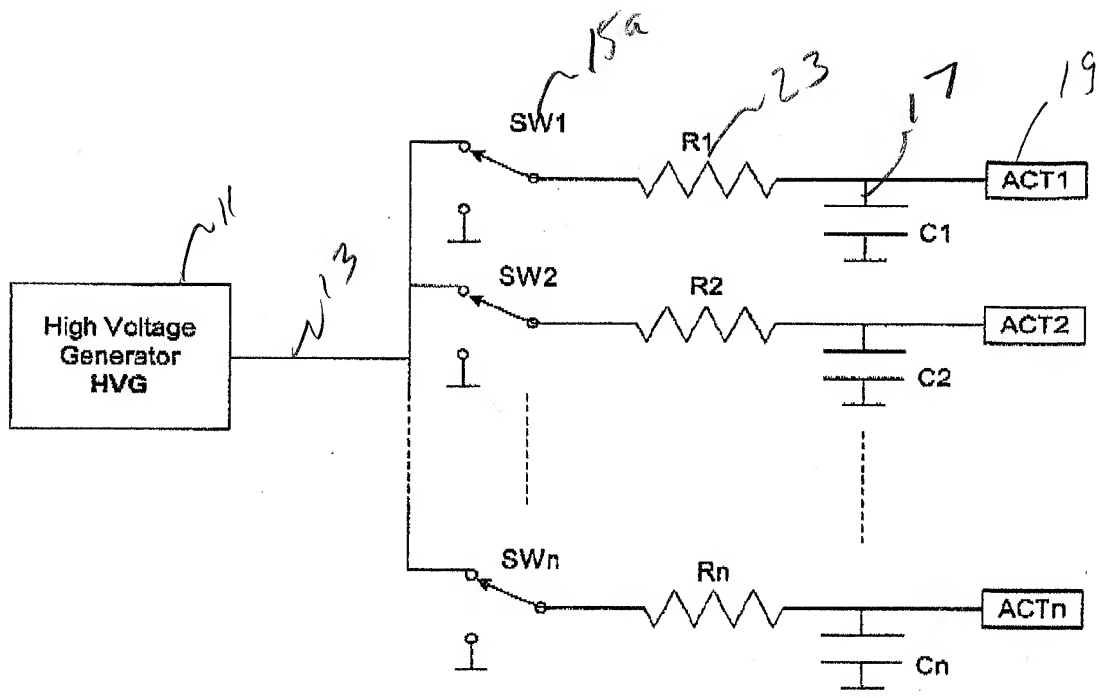 15a
23
17
19
SW1
R1
ACT1
C1
11
13
SW2
R2
ACT2
High Voltage
Generator
HVG
C2
SWn
Rn
ACTn
Cn